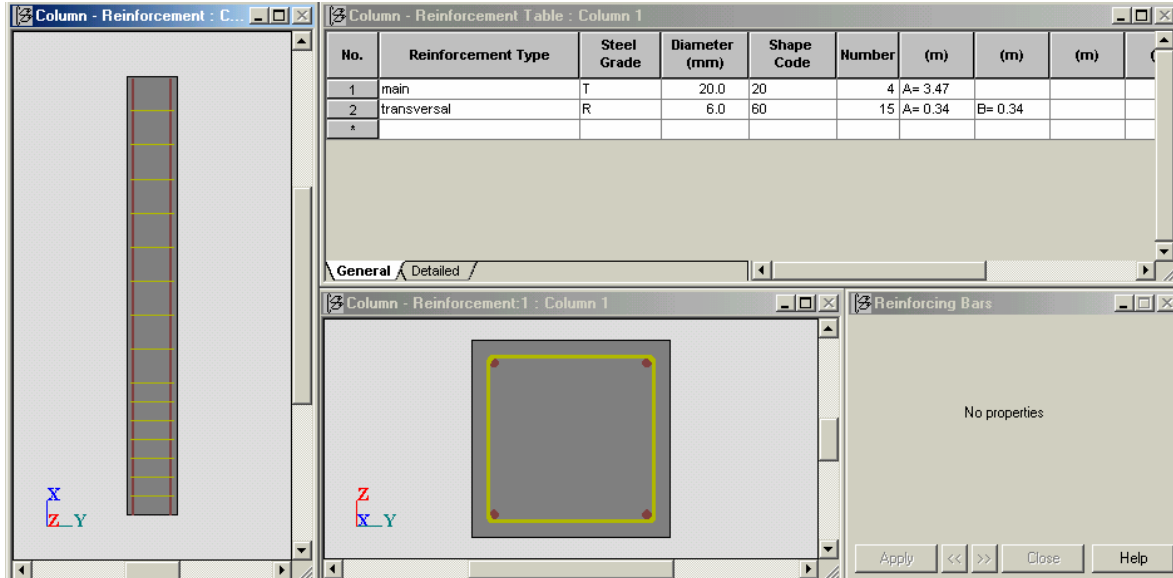 Column - Reinforcement : C...
X
Z Y
Column - Reinforcement Table : Column 1
No. Reinforcement Type Steel Grade Diameter (mm) Shape Code Number (m) (m) (m) (
1 main T 20.0 20 4 A= 3.47
2 transversal R 6.0 60 15 A= 0.34 B= 0.34
*
General Detailed
Column - Reinforcement:1 : Column 1
Z
X Y
Reinforcing Bars
No properties
Apply << >> Close Help